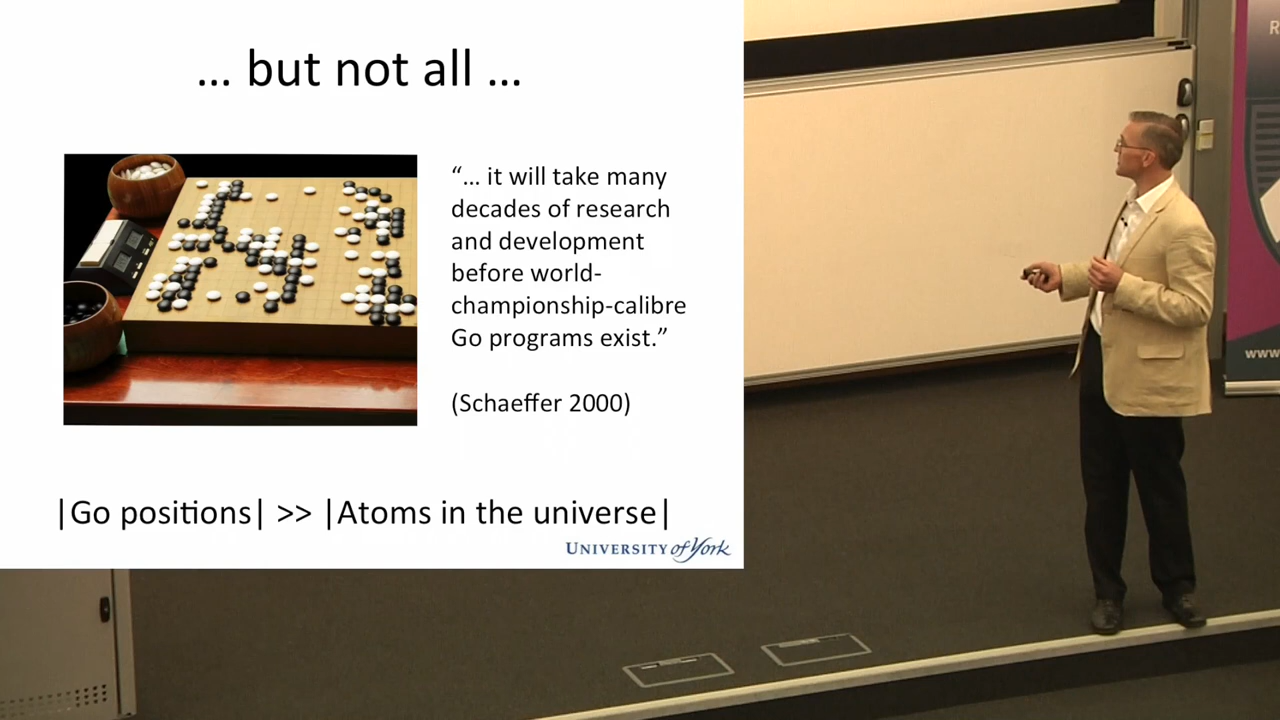 ... but not all ...
“... it will take many
decades of research
and development
before world-
championship-calibre
Go programs exist.”
(Schaeffer 2000)
|Go positions| >> |Atoms in the universe|
UNIVERSITY of York
R
www